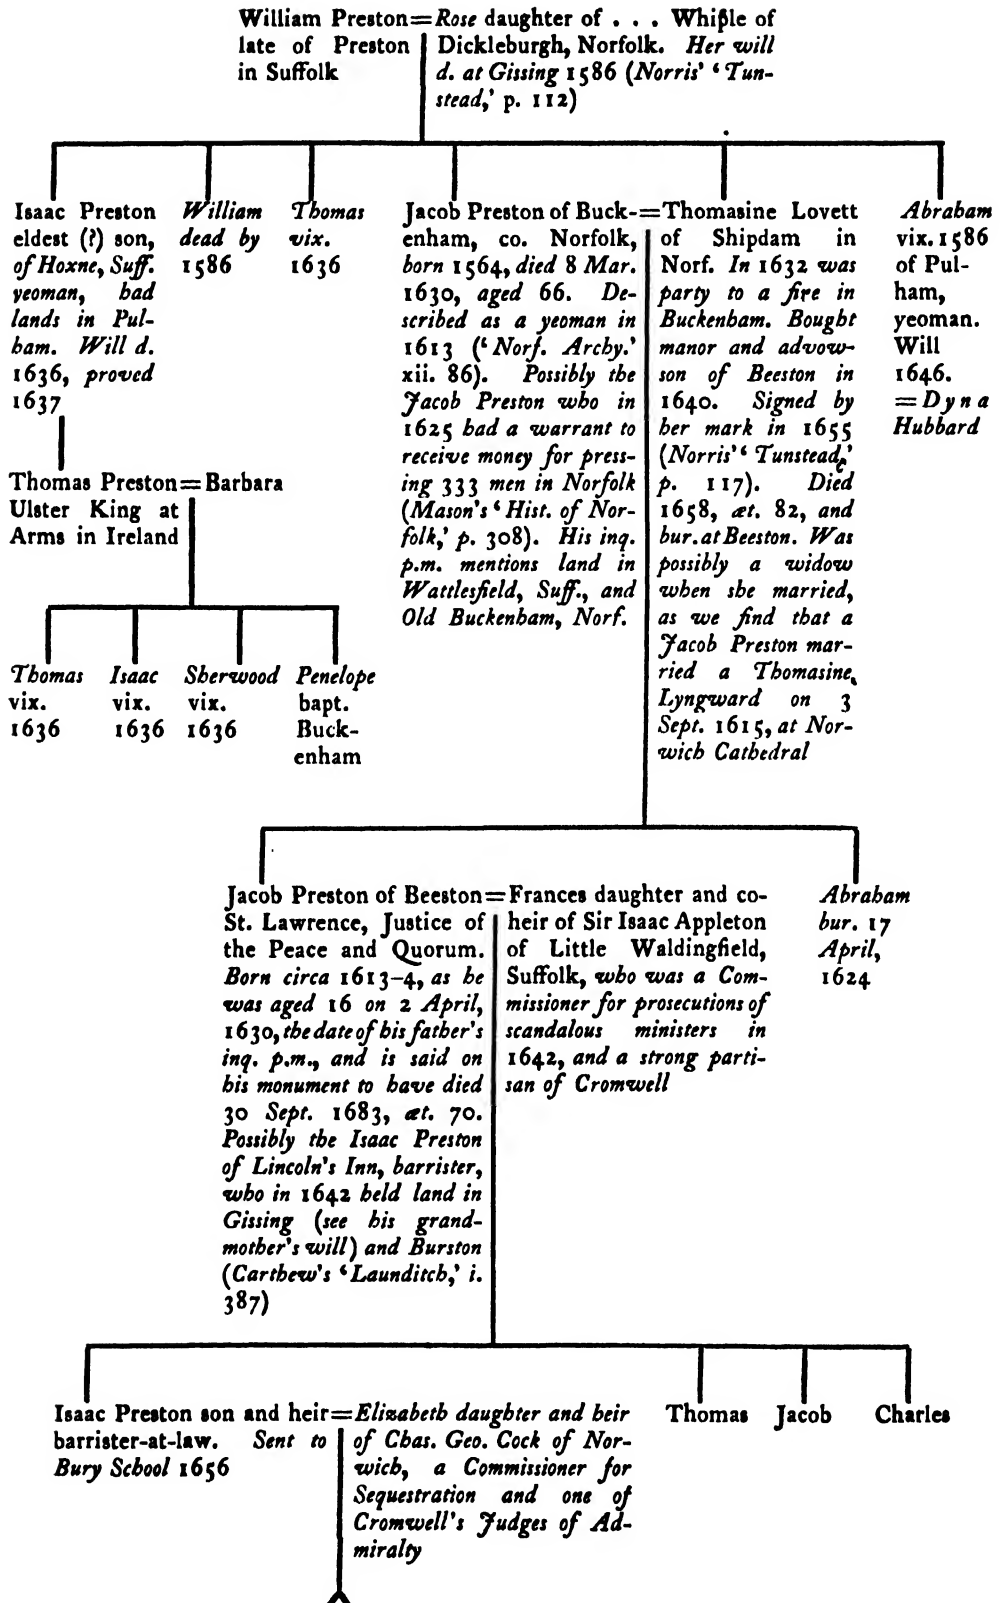 William Preston=Rose daughter of . . . Whiple of
late of Preston Dickleburgh, Norfolk. Her will
in Suffolk d. at Gissing 1586 (Norris' ‘Tun-
stead,’ p. 112)
Isaac Preston
eldest (?) son,
of Hoxne, Suff.
yeoman, had
lands in Pul-
ham. Will d.
1636, proved
1637
William
dead by
1586
Thomas
vix.
1636
Jacob Preston of Buck-=
enham, co. Norfolk,
born 1564, died 8 Mar.
1630, aged 66. De-
scribed as a yeoman in
1613 (‘Norf. Archy.’
xii. 86). Possibly the
Jacob Preston who in
1625 had a warrant to
receive money for press-
ing 333 men in Norfolk
(Mason's ‘Hist. of Nor-
folk,’ p. 308). His inq.
p.m. mentions land in
Wattlesfield, Suff., and
Old Buckenham, Norf.
Thomasine Lovett
of Shipdam in
Norf. In 1632 was
party to a fire in
Buckenham. Bought
manor and advow-
son of Beeston in
1640. Signed by
her mark in 1655
(Norris' ‘Tunstead,’
p. 117). Died
1658, æt. 82, and
bur. at Beeston. Was
possibly a widow
when she married,
as we find that a
Jacob Preston mar-
ried a Thomasine
Lyngward on 3
Sept. 1615, at Nor-
wich Cathedral
Abraham
vix. 1586
of Pul-
ham,
yeoman.
Will
1646.
=Dyna
Hubbard
Thomas Preston=Barbara
Ulster King at
Arms in Ireland
Thomas
vix.
1636
Isaac
vix.
1636
Sherwood
vix.
1636
Penelope
bapt.
Buck-
enham
Jacob Preston of Beeston=
St. Lawrence, Justice of
the Peace and Quorum.
Born circa 1613-4, as he
was aged 16 on 2 April,
1630, the date of his father's
inq. p.m., and is said on
his monument to have died
30 Sept. 1683, æt. 70.
Possibly the Isaac Preston
of Lincoln's Inn, barrister,
who in 1642 held land in
Gissing (see his grand-
mother's will) and Burston
(Carthew's ‘Launditch,’ i.
387)
Frances daughter and co-
heir of Sir Isaac Appleton
of Little Waldingfield,
Suffolk, who was a Com-
missioner for prosecutions of
scandalous ministers in
1642, and a strong parti-
san of Cromwell
Abraham
bur. 17
April,
1624
Isaac Preston son and heir=
barrister-at-law. Sent to
Bury School 1656
Elizabeth daughter and heir
of Chas. Geo. Cock of Nor-
wich, a Commissioner for
Sequestration and one of
Cromwell's Judges of Ad-
miralty
Thomas
Jacob
Charles